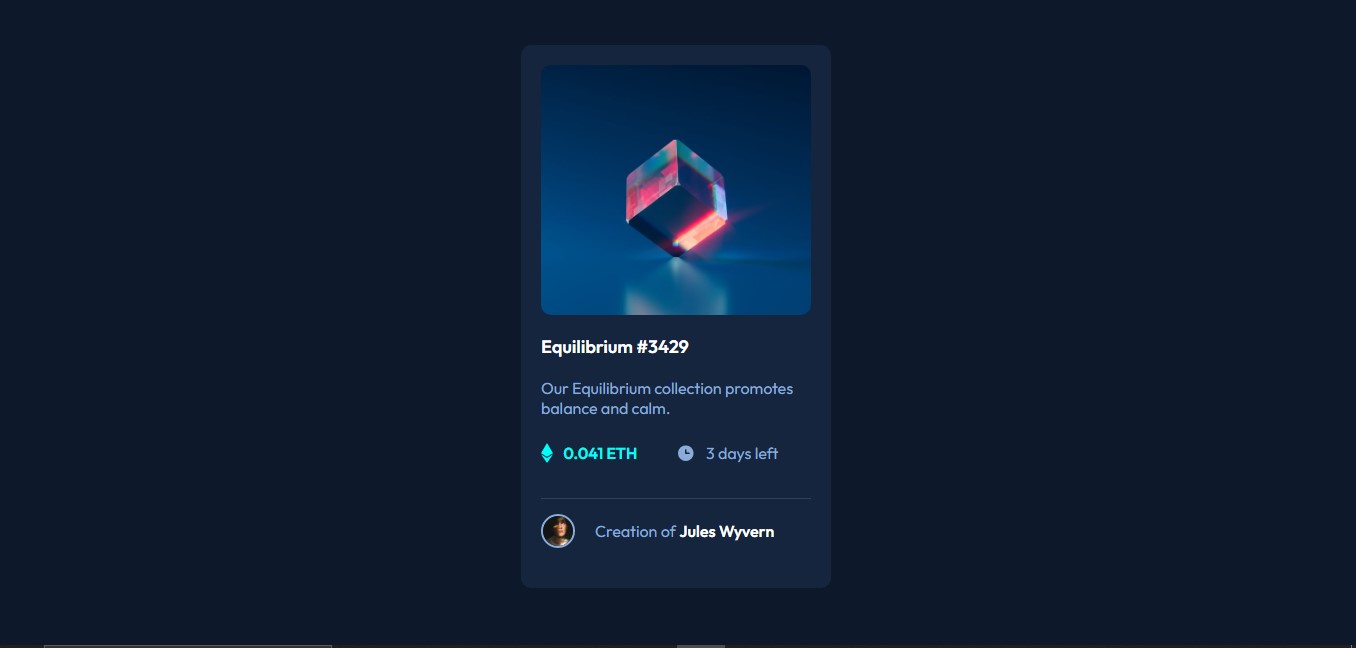 Equilibrium #3429
Our Equilibrium collection promotes
balance and calm.
0.041 ETH
3 days left
Creation of Jules Wyvern